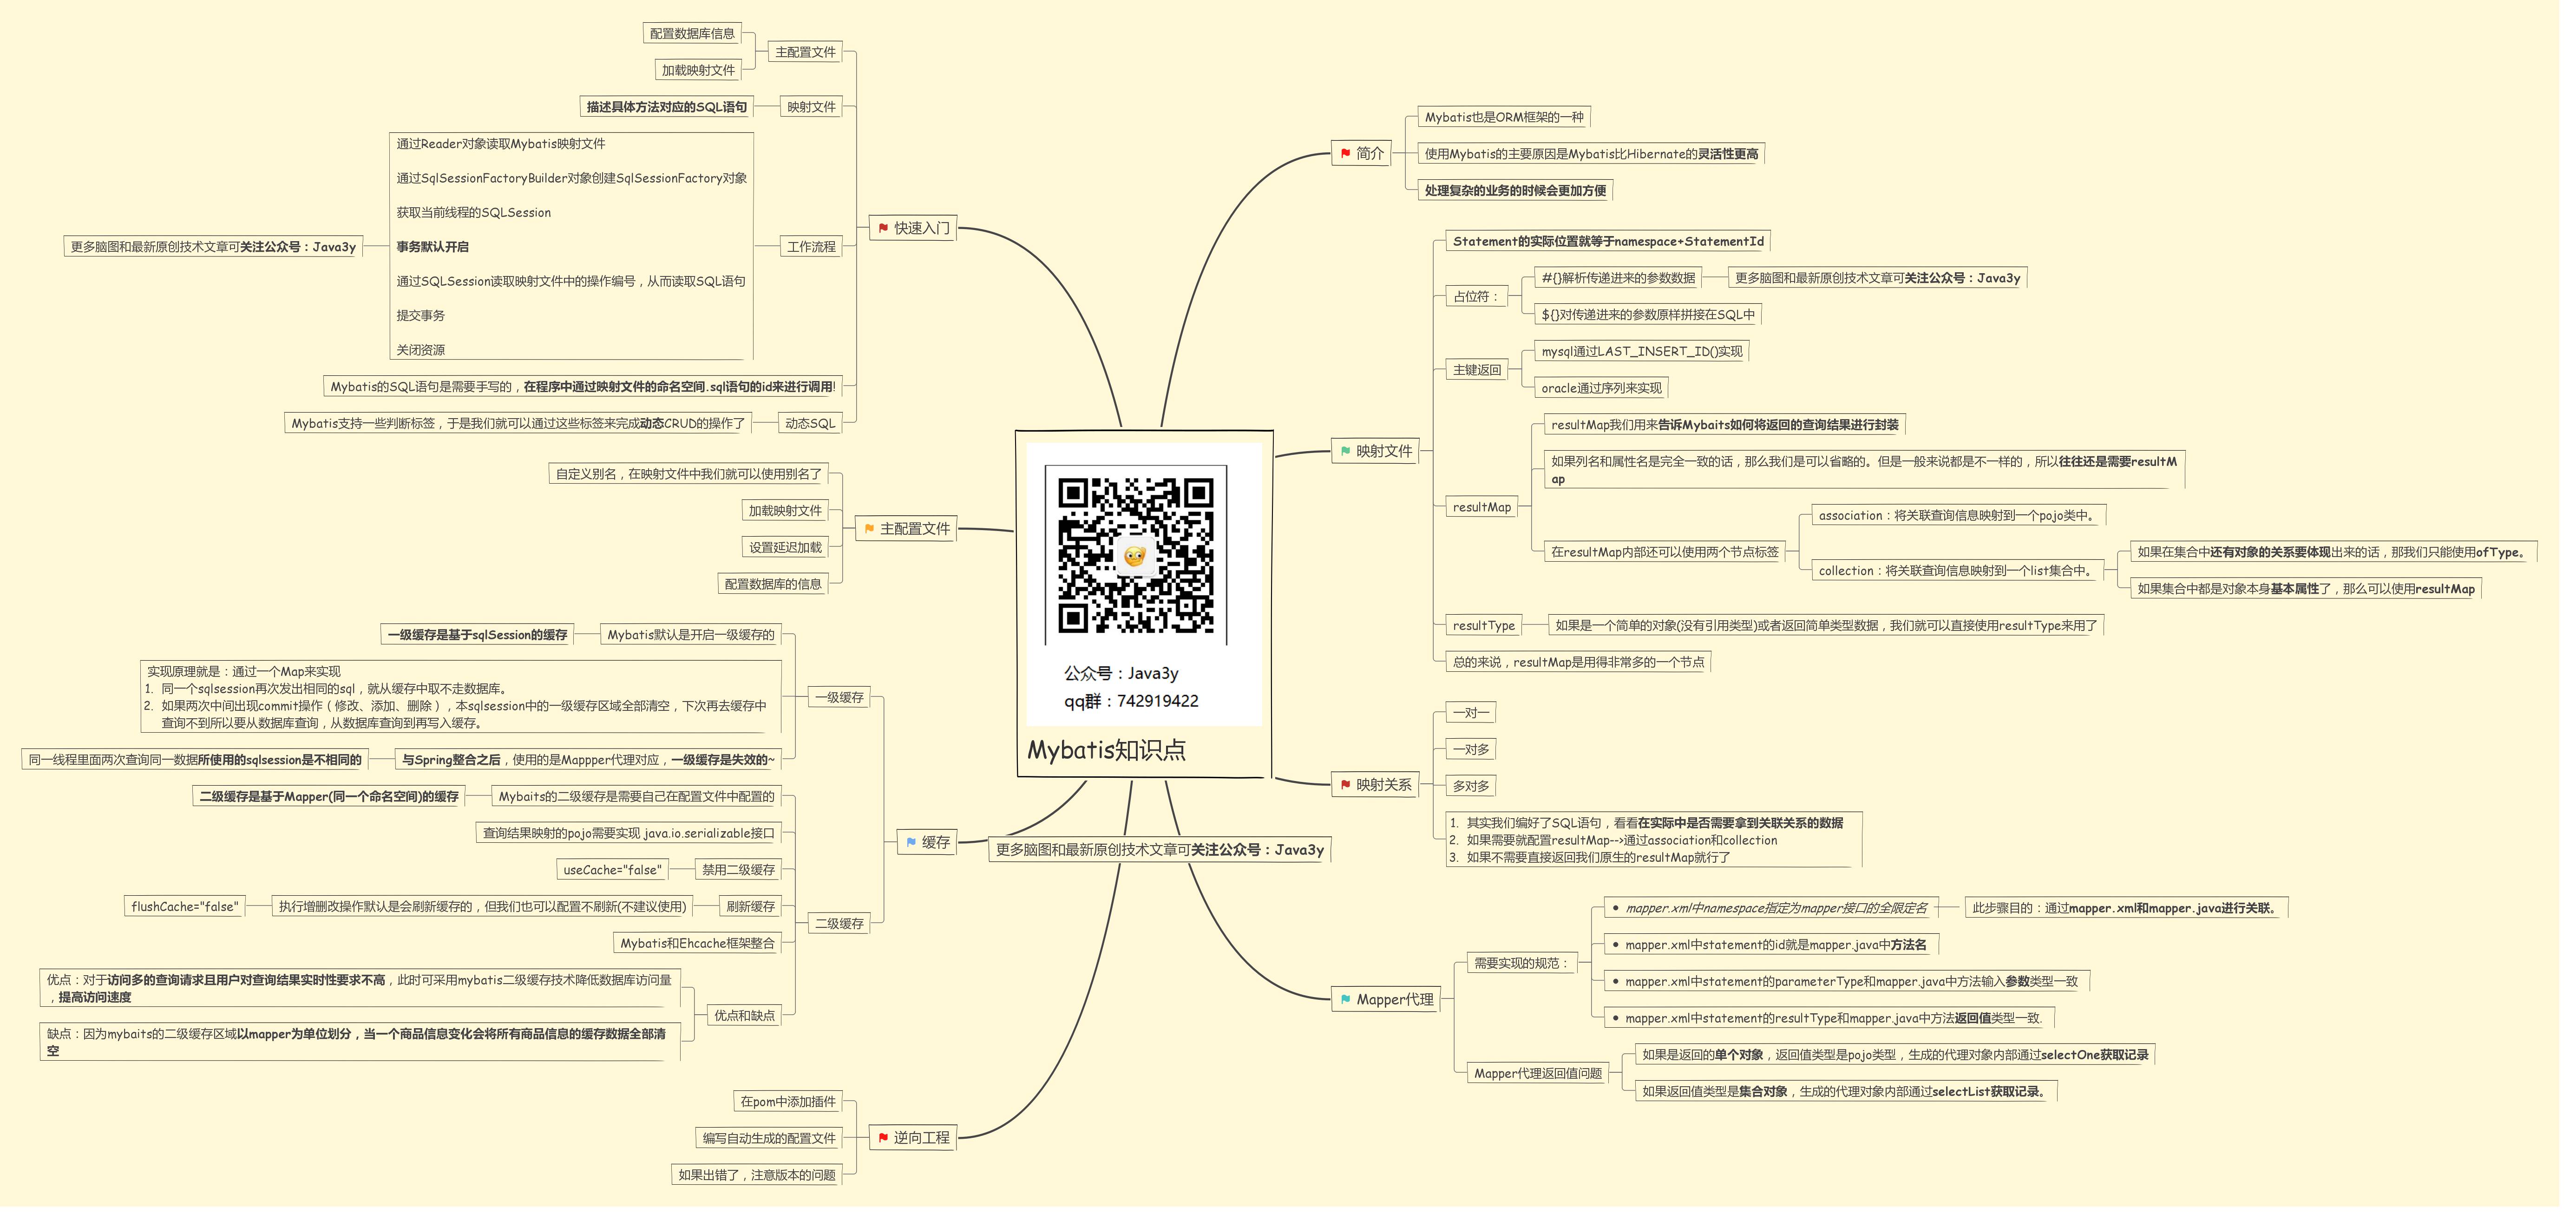 公众号：Java3y
qq群：742919422
Mybatis知识点
更多脑图和最新原创技术文章可关注公众号：Java3y
简介
Mybatis也是ORM框架的一种
使用Mybatis的主要原因是Mybatis比Hibernate的灵活性更高
处理复杂的业务的时候会更加方便
映射文件
Statement的实际位置就等于namespace+StatementId
占位符：
#{}解析传递进来的参数数据
更多脑图和最新原创技术文章可关注公众号：Java3y
${}对传递进来的参数原样拼接在SQL中
主键返回
mysql通过LAST_INSERT_ID()实现
oracle通过序列来实现
resultMap
resultMap我们用来告诉Mybaits如何将返回的查询结果进行封装
如果列名和属性名是完全一致的话，那么我们是可以省略的。但是一般来说都是不一样的，所以往往还是需要resultM
ap
在resultMap内部还可以使用两个节点标签
association：将关联查询信息映射到一个pojo类中。
collection：将关联查询信息映射到一个list集合中。
如果在集合中还有对象的关系要体现出来的话，那我们只能使用ofType。
如果集合中都是对象本身基本属性了，那么可以使用resultMap
resultType
如果是一个简单的对象(没有引用类型)或者返回简单类型数据，我们就可以直接使用resultType来用了
总的来说，resultMap是用得非常多的一个节点
映射关系
一对一
一对多
多对多
1. 其实我们编好了SQL语句，看看在实际中是否需要拿到关联关系的数据
2. 如果需要就配置resultMap-->通过association和collection
3. 如果不需要直接返回我们原生的resultMap就行了
Mapper代理
需要实现的规范：
• mapper.xml中namespace指定为mapper接口的全限定名
此步骤目的：通过mapper.xml和mapper.java进行关联。
• mapper.xml中statement的id就是mapper.java中方法名
• mapper.xml中statement的parameterType和mapper.java中方法输入参数类型一致
• mapper.xml中statement的resultType和mapper.java中方法返回值类型一致.
Mapper代理返回值问题
如果是返回的单个对象，返回值类型是pojo类型，生成的代理对象内部通过selectOne获取记录
如果返回值类型是集合对象，生成的代理对象内部通过selectList获取记录。
快速入门
主配置文件
配置数据库信息
加载映射文件
映射文件
描述具体方法对应的SQL语句
工作流程
通过Reader对象读取Mybatis映射文件
通过SqlSessionFactoryBuilder对象创建SqlSessionFactory对象
获取当前线程的SQLSession
事务默认开启
通过SQLSession读取映射文件中的操作编号，从而读取SQL语句
提交事务
关闭资源
更多脑图和最新原创技术文章可关注公众号：Java3y
Mybatis的SQL语句是需要手写的，在程序中通过映射文件的命名空间.sql语句的id来进行调用!
动态SQL
Mybatis支持一些判断标签，于是我们就可以通过这些标签来完成动态CRUD的操作了
主配置文件
自定义别名，在映射文件中我们就可以使用别名了
加载映射文件
设置延迟加载
配置数据库的信息
缓存
一级缓存
Mybatis默认是开启一级缓存的
一级缓存是基于sqlSession的缓存
实现原理就是：通过一个Map来实现
1. 同一个sqlsession再次发出相同的sql，就从缓存中取不走数据库。
2. 如果两次中间出现commit操作（修改、添加、删除），本sqlsession中的一级缓存区域全部清空，下次再去缓存中
查询不到所以要从数据库查询，从数据库查询到再写入缓存。
与Spring整合之后，使用的是Mappper代理对应，一级缓存是失效的~
同一线程里面两次查询同一数据所使用的sqlsession是不相同的
二级缓存
Mybaits的二级缓存是需要自己在配置文件中配置的
二级缓存是基于Mapper(同一个命名空间)的缓存
查询结果映射的pojo需要实现 java.io.serializable接口
禁用二级缓存
useCache="false"
刷新缓存
执行增删改操作默认是会刷新缓存的，但我们也可以配置不刷新(不建议使用)
flushCache="false"
Mybatis和Ehcache框架整合
优点和缺点
优点：对于访问多的查询请求且用户对查询结果实时性要求不高，此时可采用mybatis二级缓存技术降低数据库访问量
，提高访问速度
缺点：因为mybaits的二级缓存区域以mapper为单位划分，当一个商品信息变化会将所有商品信息的缓存数据全部清
空
逆向工程
在pom中添加插件
编写自动生成的配置文件
如果出错了，注意版本的问题